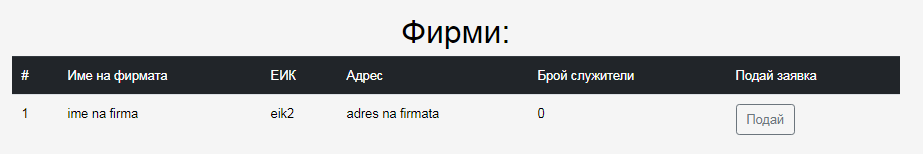 Фирми:
# Име на фирмата ЕИК Адрес Брой служители Подай заявка
1 ime na firma eik2 adres na firmata 0 Подай